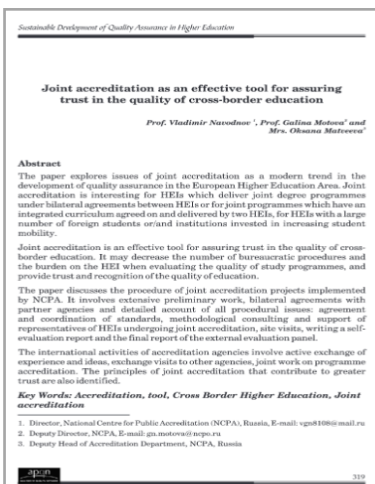 Sustainable Development of Quality Assurance in Higher Education
Joint accreditation as an effective tool for assuring
trust in the quality of cross-border education
Prof. Vladimir Navodnov 1, Prof. Galina Motova2 and
Mrs. Oksana Matveeva3
Abstract
The paper explores issues of joint accreditation as a modern trend in the
development of quality assurance in the European Higher Education Area. Joint
accreditation is interesting for HEIs which deliver joint degree programmes
under bilateral agreements between HEIs or for joint programmes which have an
integrated curriculum agreed on and delivered by two HEIs, for HEIs with a large
number of foreign students or/and institutions invested in increasing student
mobility.
Joint accreditation is an effective tool for assuring trust in the quality of cross-
border education. It may decrease the number of bureaucratic procedures and
the burden on the HEI when evaluating the quality of study programmes, and
provide trust and recognition of the quality of education.
The paper discusses the procedure of joint accreditation projects implemented
by NCPA. It involves extensive preliminary work, bilateral agreements with
partner agencies and detailed account of all procedural issues: agreement
and coordination of standards, methodological consulting and support of
representatives of HEIs undergoing joint accreditation, site visits, writing a self-
evaluation report and the final report of the external evaluation panel.
The international activities of accreditation agencies involve active exchange of
experience and ideas, exchange visits to other agencies, joint work on programme
accreditation. The principles of joint accreditation that contribute to greater
trust are also identified.
Key Words: Accreditation, tool, Cross Border Higher Education, Joint
accreditation
1. Director, National Centre for Public Accreditation (NCPA), Russia, E-mail: vgn8108@mail.ru
2. Deputy Director, NCPA, E-mail: gn.motova@ncpo.ru
3. Deputy Head of Accreditation Department, NCPA, Russia
319